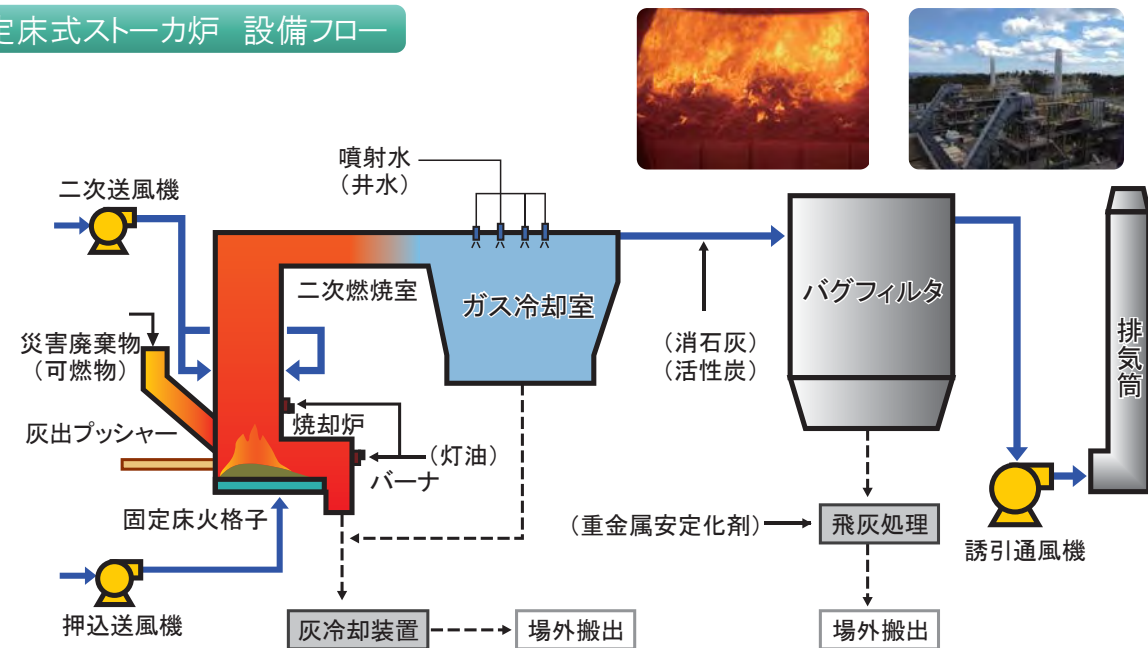 定床式ストーカ炉 設備フロー
噴射水
（井水）
二次送風機
二次燃焼室
ガス冷却室
バグフィルタ
災害廃棄物
（可燃物）
（消石灰）
（活性炭）
排気筒
灰出プッシャー
焼却炉
（灯油）
バーナ
固定床火格子
（重金属安定化剤）
飛灰処理
誘引通風機
押込送風機
灰冷却装置
場外搬出
場外搬出